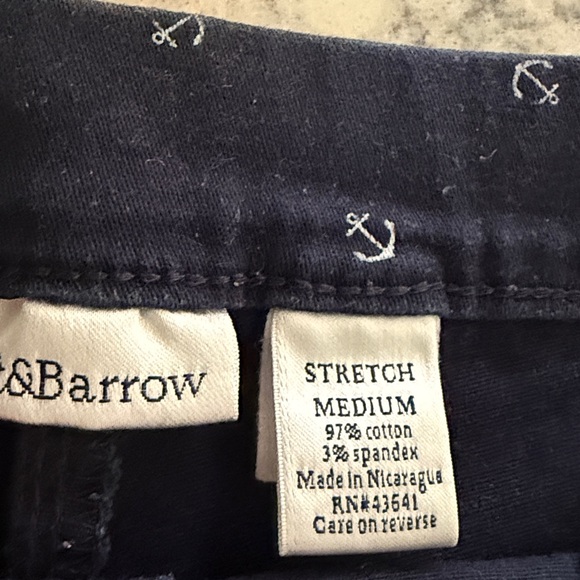 t&Barrow
STRETCH
MEDIUM
97% cotton
3% spandex
Made in Nicaragua
RN#43641
Care on reverse